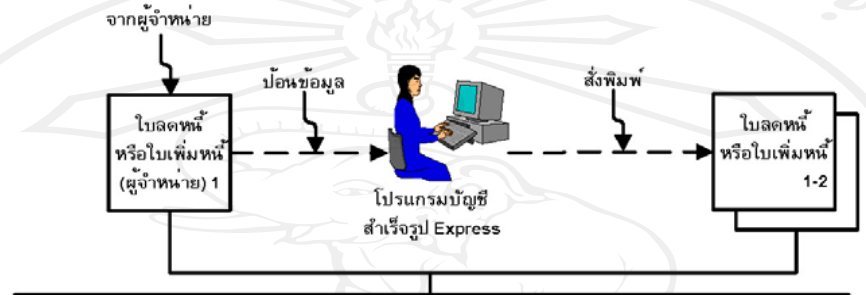 จากผู้จำหน่าย
ป้อนข้อมูล
สั่งพิมพ์
ใบลดหนี้
หรือใบเพิ่มหนี้
(ผู้จำหน่าย) 1
โปรแกรมบัญชี
สำเร็จรูป Express
ใบลดหนี้
หรือใบเพิ่มหนี้
1-2